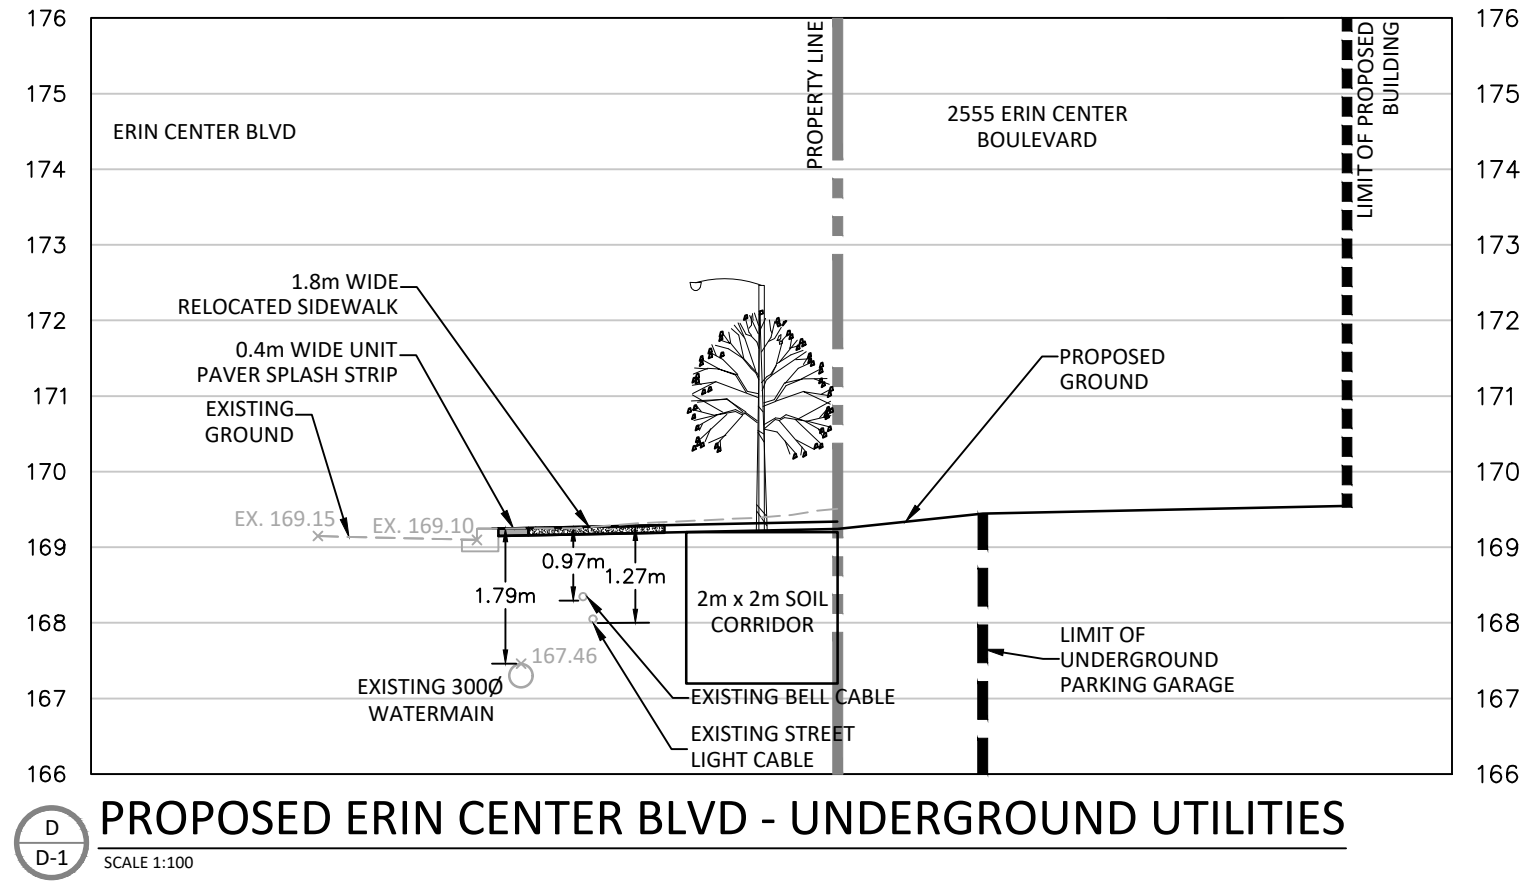 176
175
174
173
172
171
170
169
168
167
166
176
175
174
173
172
171
170
169
168
167
166
ERIN CENTER BLVD
PROPERTY LINE
2555 ERIN CENTER
BOULEVARD
LIMIT OF PROPOSED
BUILDING
1.8m WIDE
RELOCATED SIDEWALK
0.4m WIDE UNIT
PAVER SPLASH STRIP
EXISTING
GROUND
PROPOSED
GROUND
EX. 169.15
EX. 169.10
0.97m
1.27m
1.79m
2m x 2m SOIL
CORRIDOR
167.46
EXISTING 300Ø
WATERMAIN
EXISTING BELL CABLE
EXISTING STREET
LIGHT CABLE
LIMIT OF
UNDERGROUND
PARKING GARAGE
D
D-1
PROPOSED ERIN CENTER BLVD - UNDERGROUND UTILITIES
SCALE 1:100